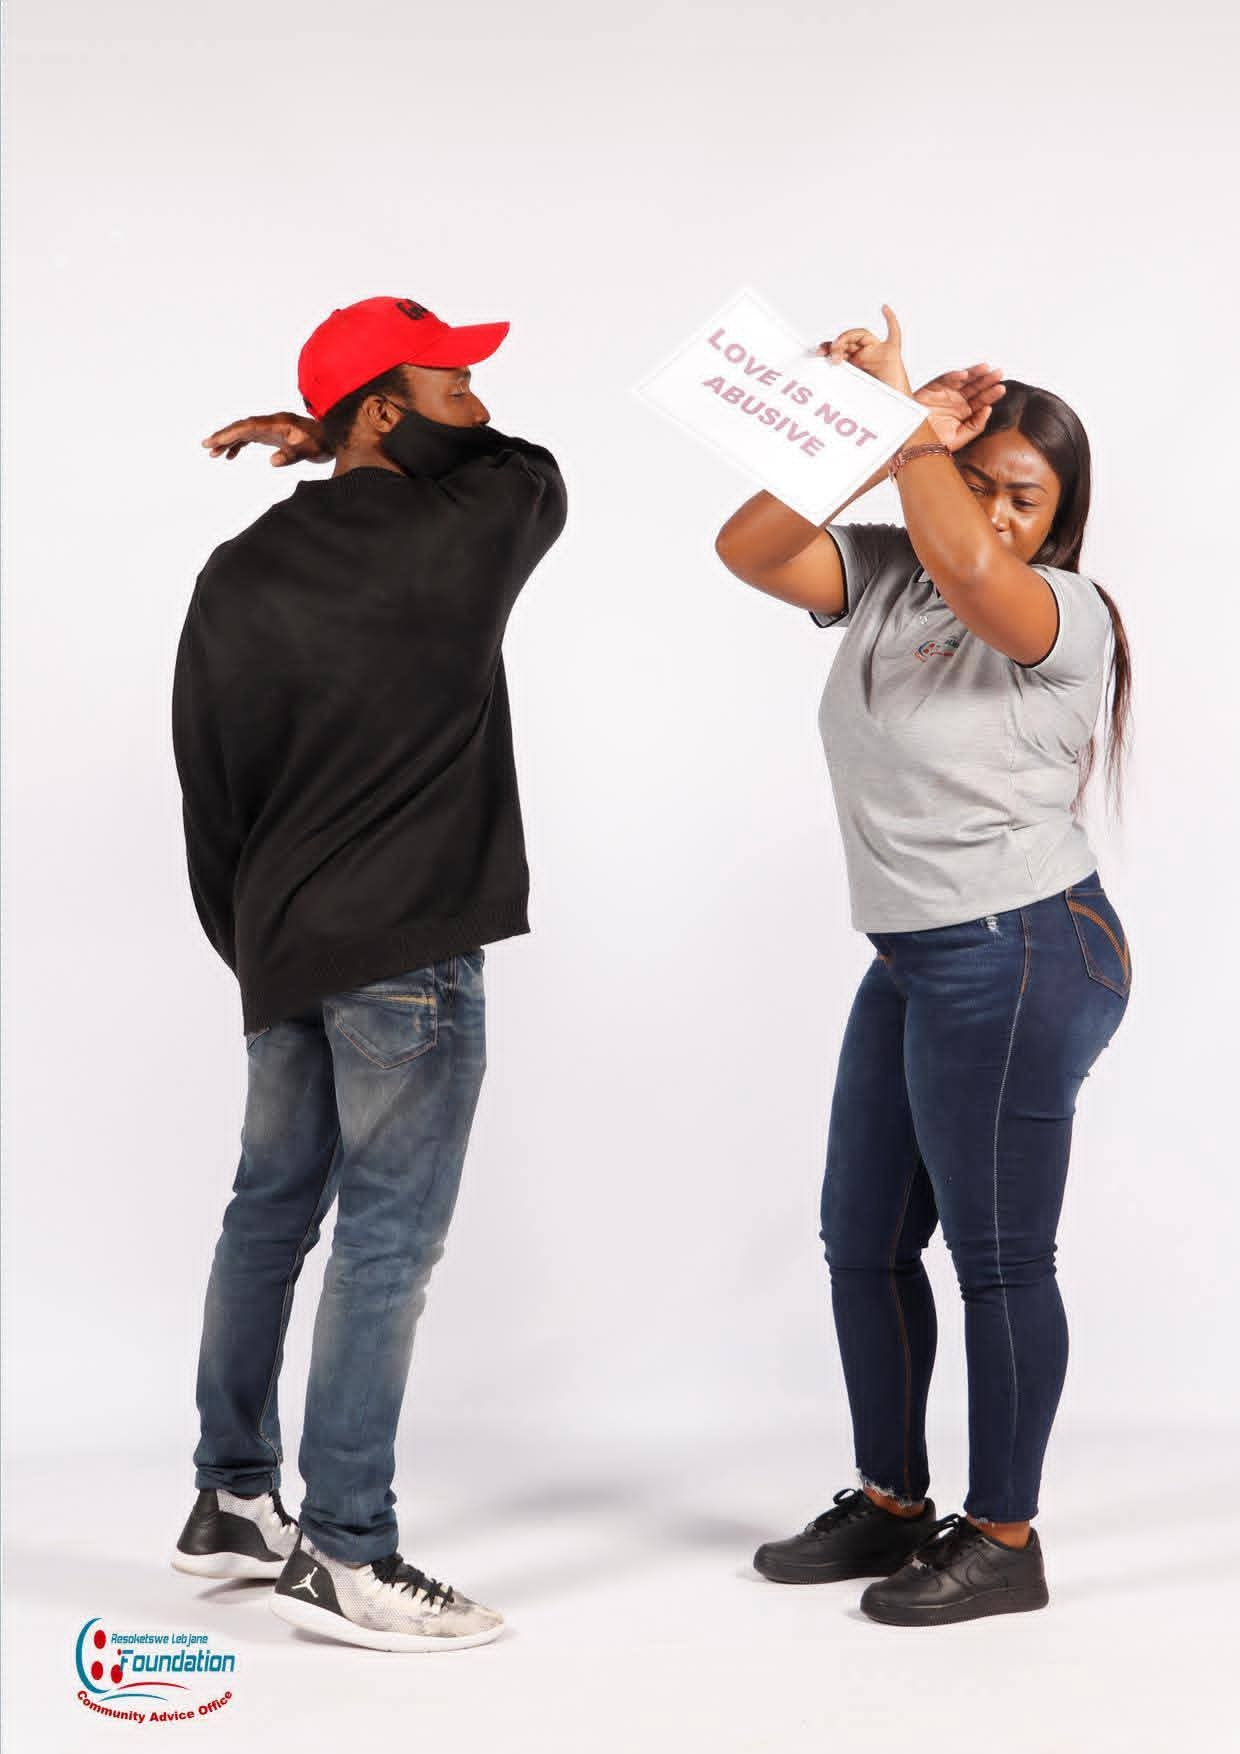 LOVE IS NOT
ABUSIVE
Resoketswe Lebjane
Foundation
Community Advice Office